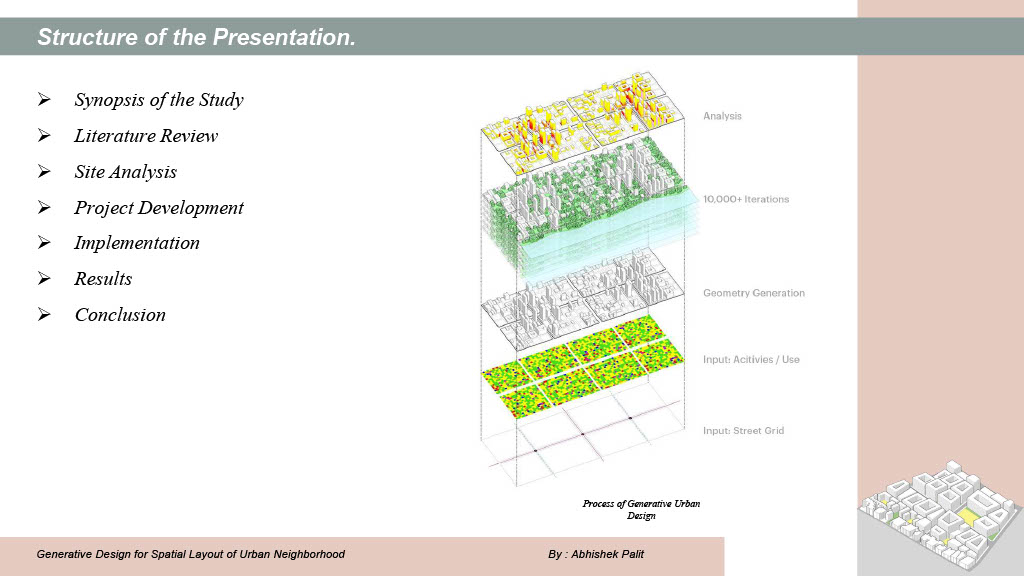 Structure of the Presentation.
Synopsis of the Study
Literature Review
Site Analysis
Project Development
Implementation
Results
Conclusion
Analysis
10,000+ Iterations
Geometry Generation
Input: Acitivies / Use
Input: Street Grid
Process of Generative Urban
Design
Generative Design for Spatial Layout of Urban Neighborhood
By : Abhishek Palit